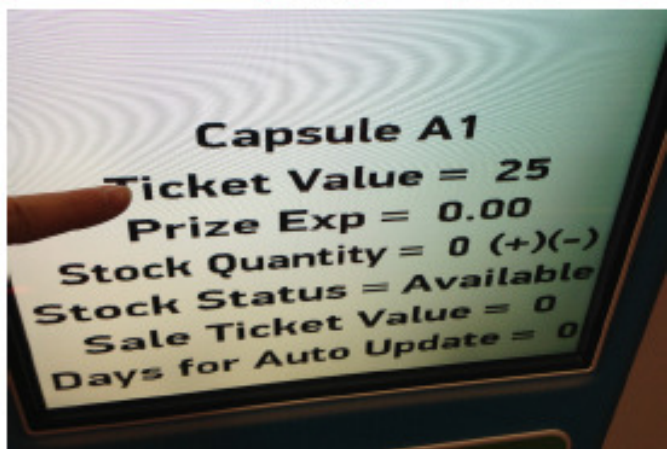 Capsule A1
Ticket Value = 25
Prize Exp = 0.00
Stock Quantity = 0 (+)(-)
Stock Status = Available
Sale Ticket Value = 0
Days for Auto Update = 0